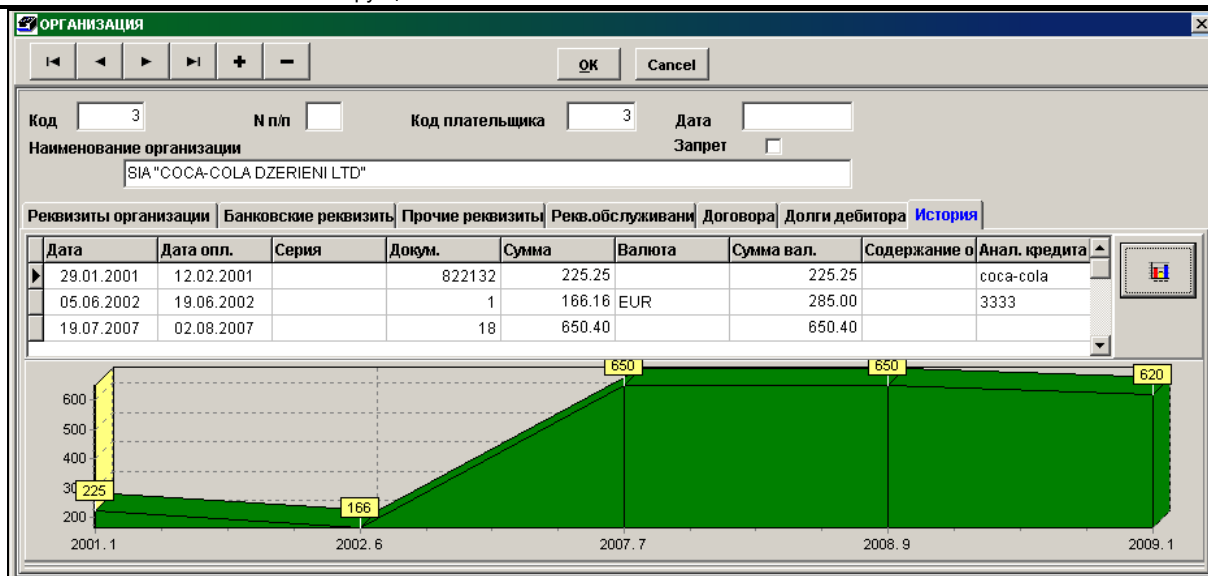 ОРГАНИЗАЦИЯ
OK Cancel
Код 3 N п/п Код плательщика 3 Дата
Наименование организации Запрет
SIA "COCA-COLA DZERIENI LTD"
Реквизиты организации Банковские реквизить Прочие реквизиты Рекв.обслуживани Договора Долги дебитора История
Дата Дата опл. Серия Докум. Сумма Валюта Сумма вал. Содержание о Анал. кредита
29.01.2001 12.02.2001 822132 225.25 225.25 coca-cola
05.06.2002 19.06.2002 1 166.16 EUR 285.00 3333
19.07.2007 02.08.2007 18 650.40 650.40
650 650 620
600
500
400
30 225
166
200
2001.1 2002.6 2007.7 2008.9 2009.1